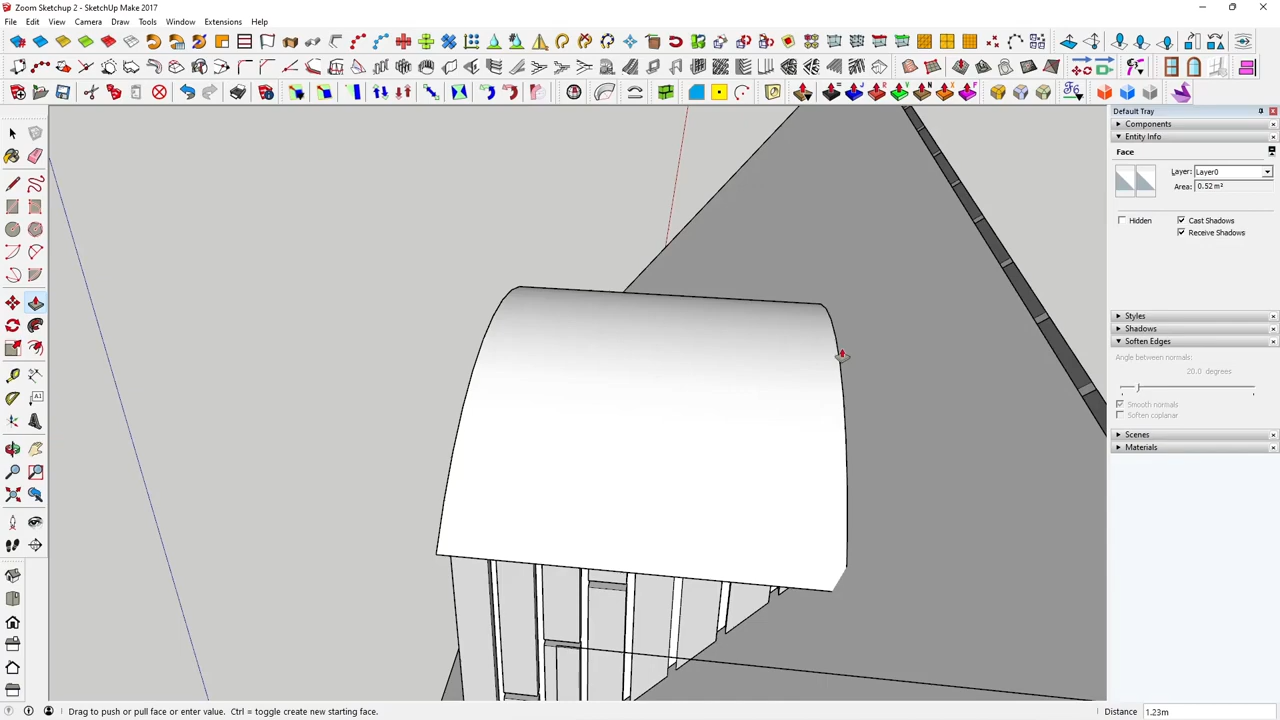 Zoom Sketchup 2 - SketchUp Make 2017
File Edit View Camera Draw Tools Window Extensions Help
Default Tray
Components
Entity Info
Face
Layer: Layer0
Area: 0.52 m²
Hidden Cast Shadows
Receive Shadows
Styles
Shadows
Soften Edges
Angle between normals:
20.0 degrees
Smooth normals
Soften coplanar
Scenes
Materials
Drag to push or pull face or enter value. Ctrl = toggle create new starting face.
Distance 1.23m